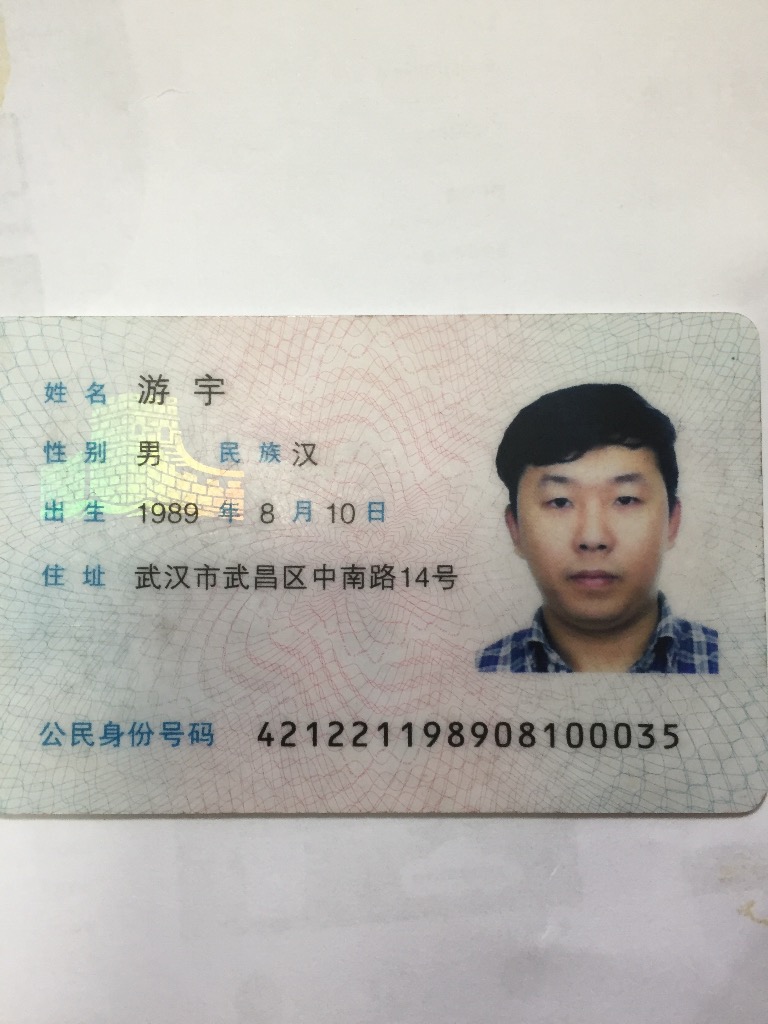 姓名 游宇
性别 男 民族 汉
出生 1989 年 8 月 10 日
住址 武汉市武昌区中南路14号
公民身份号码 421221198908100035